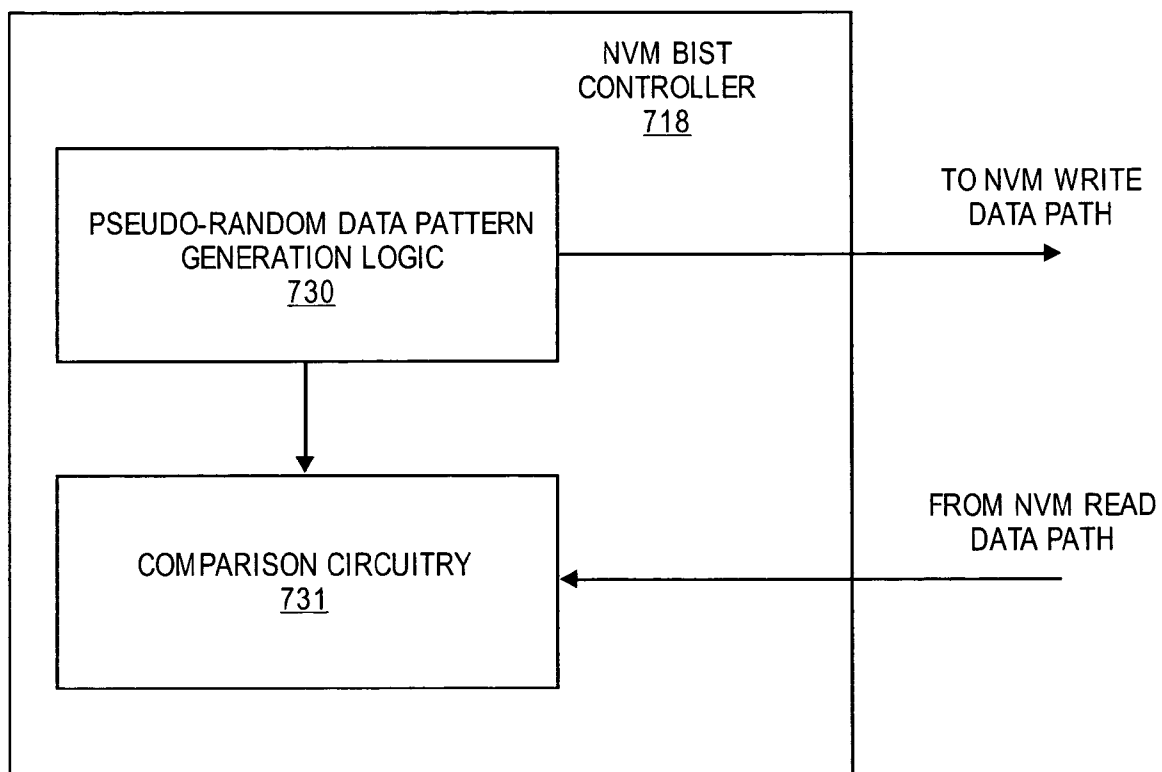 NVM BIST
CONTROLLER
718
PSEUDO-RANDOM DATA PATTERN
GENERATION LOGIC
730
TO NVM WRITE
DATA PATH
COMPARISON CIRCUITRY
731
FROM NVM READ
DATA PATH